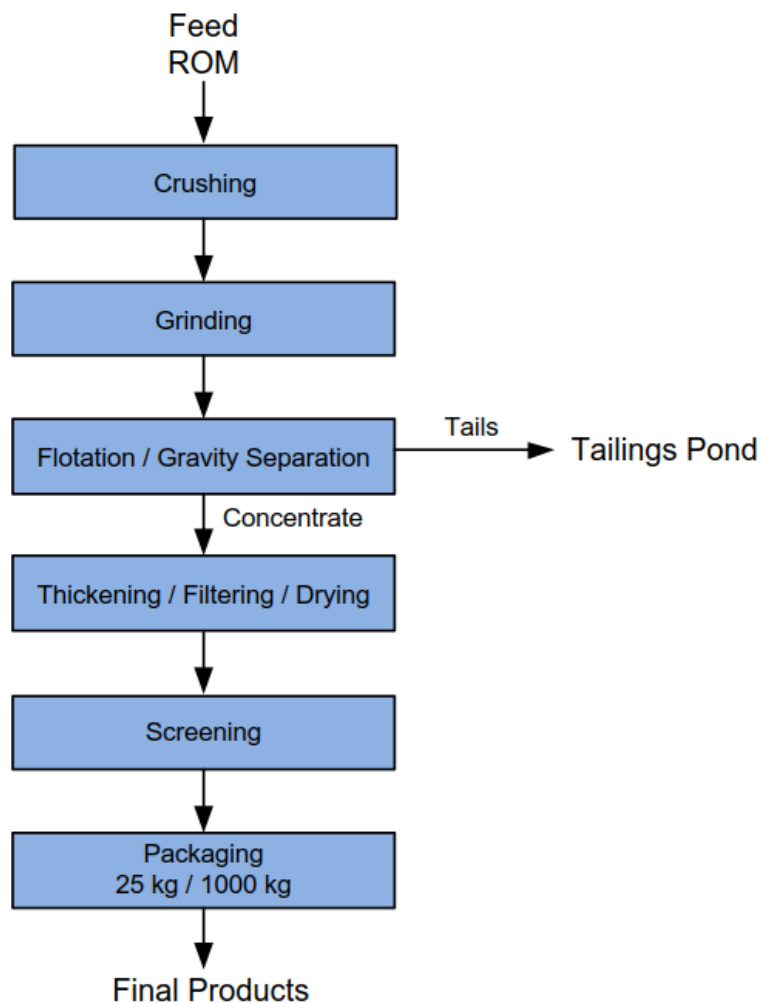 Feed
ROM
Crushing
Grinding
Flotation / Gravity Separation
Tails
Tailings Pond
Concentrate
Thickening / Filtering / Drying
Screening
Packaging
25 kg / 1000 kg
Final Products